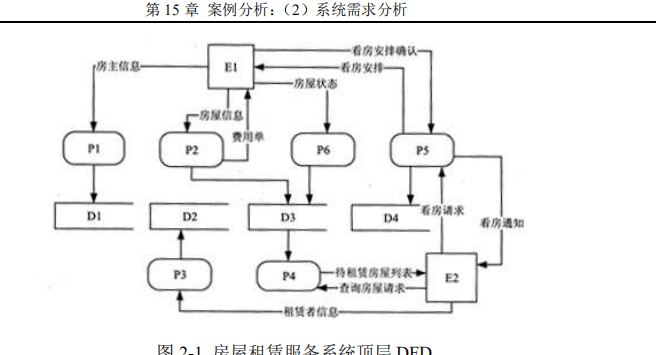 第 15 章 案例分析：（2）系统需求分析
看房安排确认
房主信息
E1
看房安排
房屋状态
房屋信息
费用单
P1
P2
P6
P5
D1
D2
D3
D4
看房请求
看房通知
P3
P4
待租赁房屋列表
查询房屋请求
E2
租赁者信息
图 2-1 房屋租赁服务系统顶层 DFD